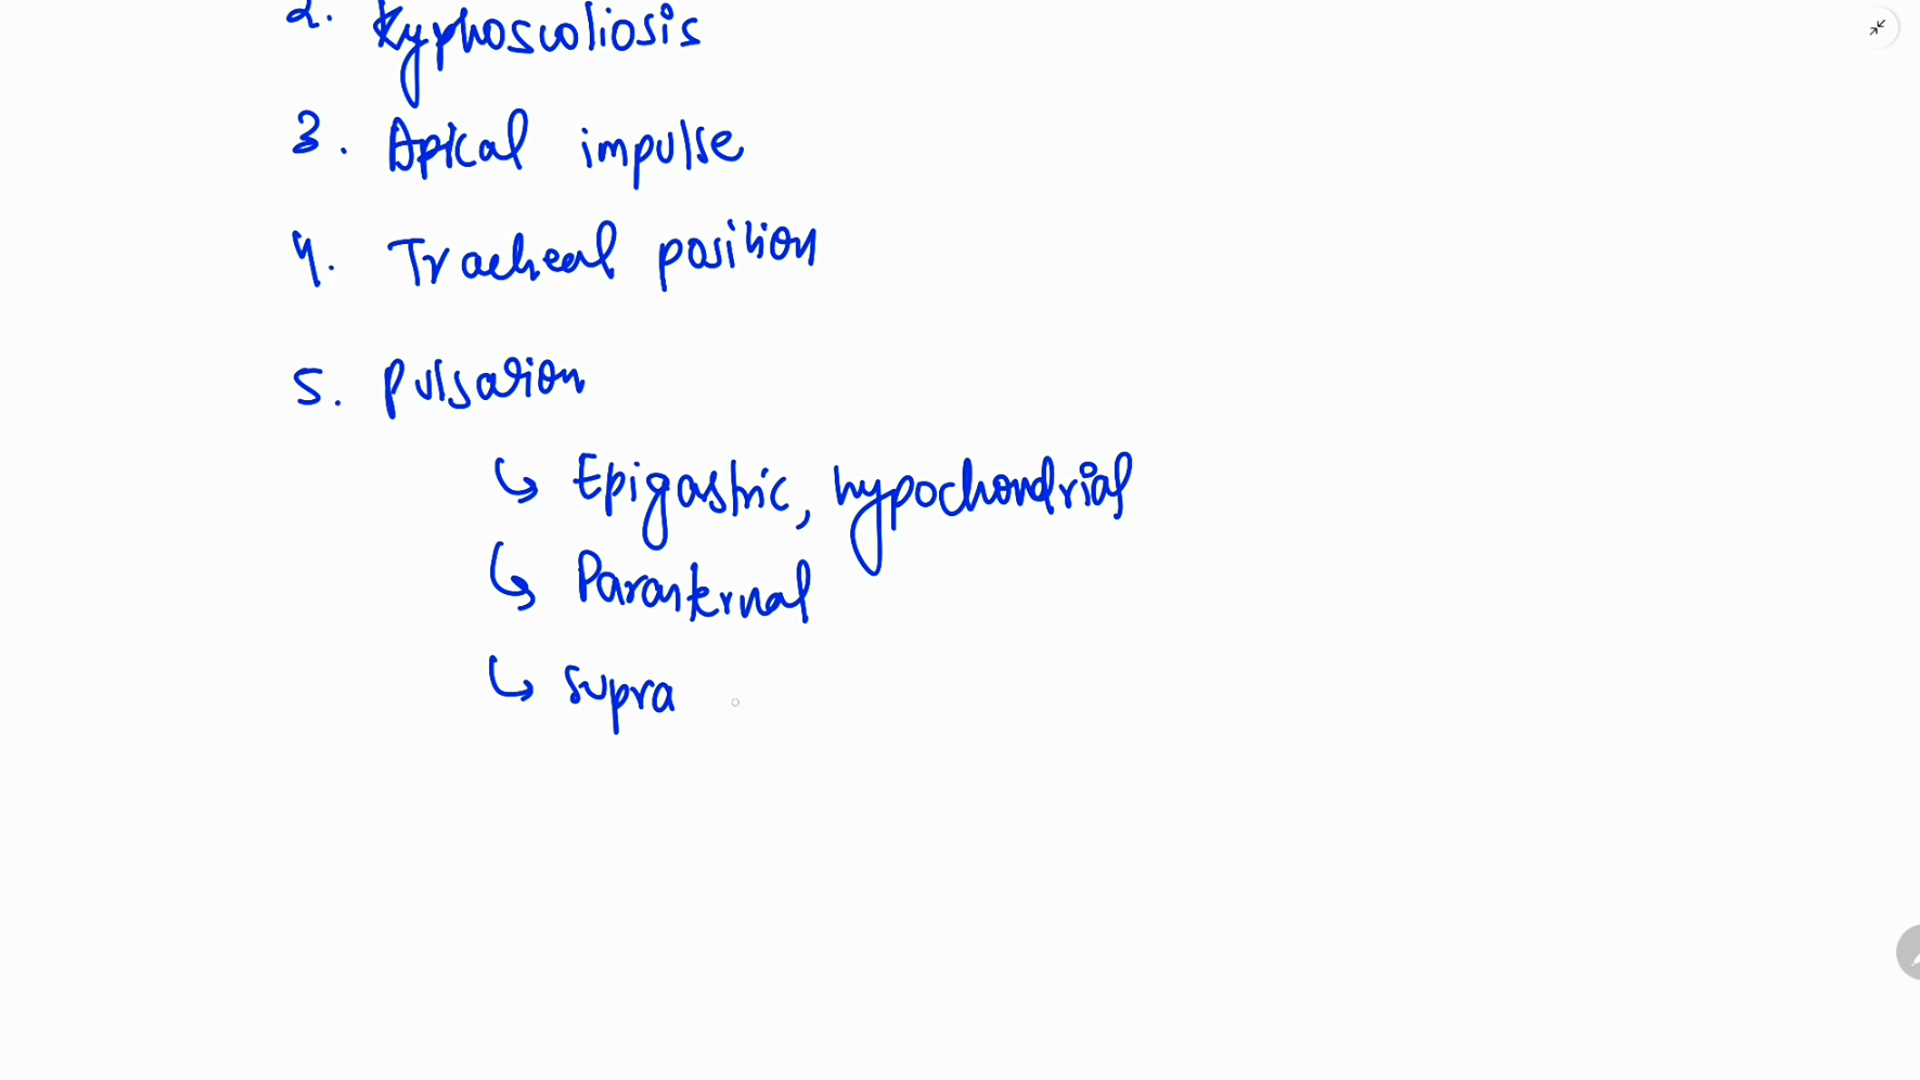 2. Kyphoscoliosis
3. Apical impulse
4. Tracheal position
5. Pulsation
↳ Epigastric, hypochondrial
↳ Parasternal
↳ Supra